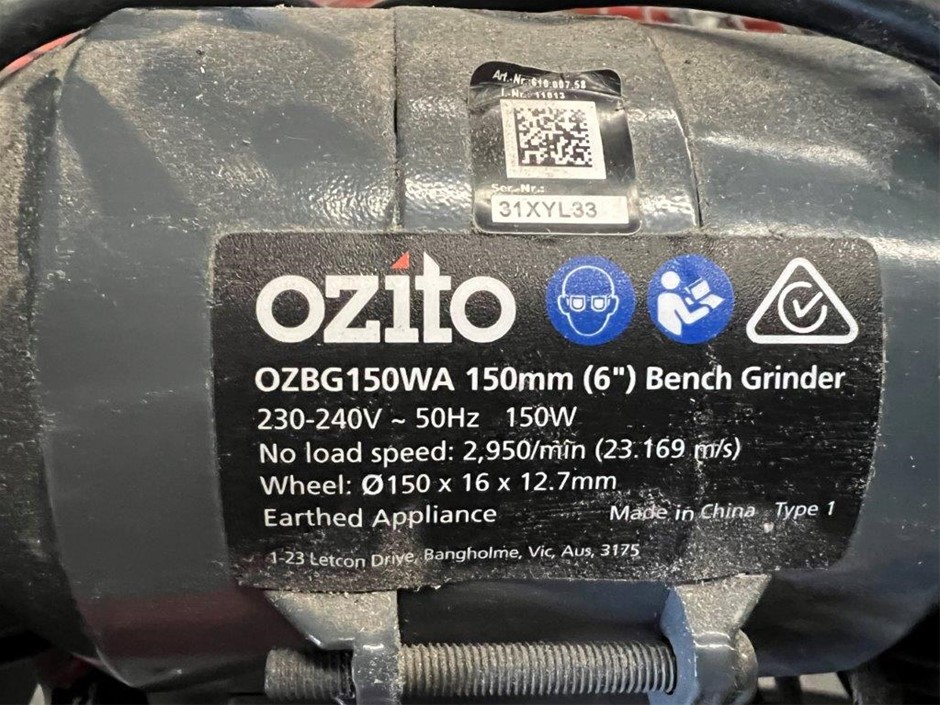 Art.-Nr.:610.007.58
I.-Nr.: 11013
Ser.-Nr.:
31XYL33
ozito
OZBG150WA 150mm (6") Bench Grinder
230-240V ~ 50Hz 150W
No load speed: 2,950/min (23.169 m/s)
Wheel: Ø150 x 16 x 12.7mm
Earthed Appliance
Made in China Type 1
1-23 Letcon Drive, Bangholme, Vic, Aus, 3175